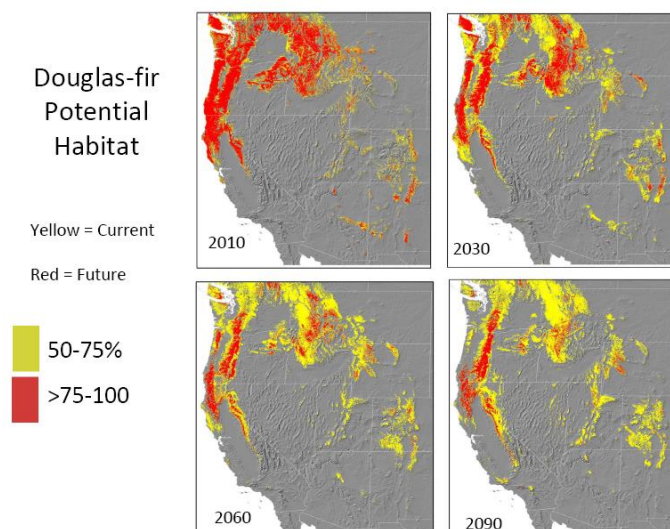 Douglas-fir
Potential
Habitat
Yellow = Current
Red = Future
50-75%
>75-100
2010
2030
2060
2090